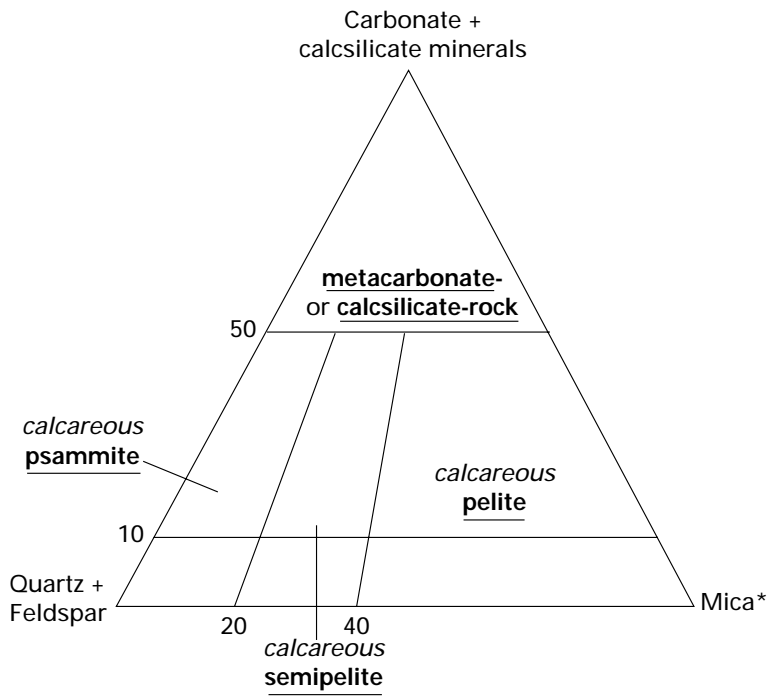 Carbonate +
calcsilicate minerals
metacarbonate-
or calcsilicate-rock
50
calcareous
psammite
calcareous
pelite
10
Quartz +
Feldspar
Mica*
20
40
calcareous
semipelite